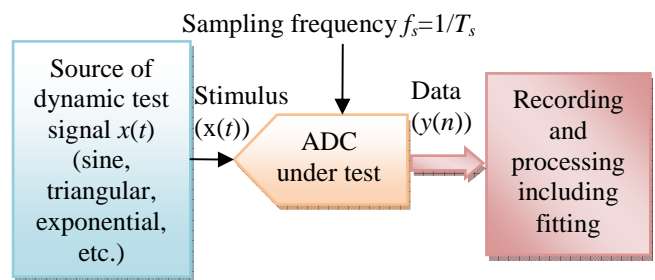 Sampling frequency fs=1/Ts
Source of
dynamic test
signal x(t)
(sine,
triangular,
exponential,
etc.)
Stimulus
(x(t))
ADC
under test
Data
(y(n))
Recording
and
processing
including
fitting